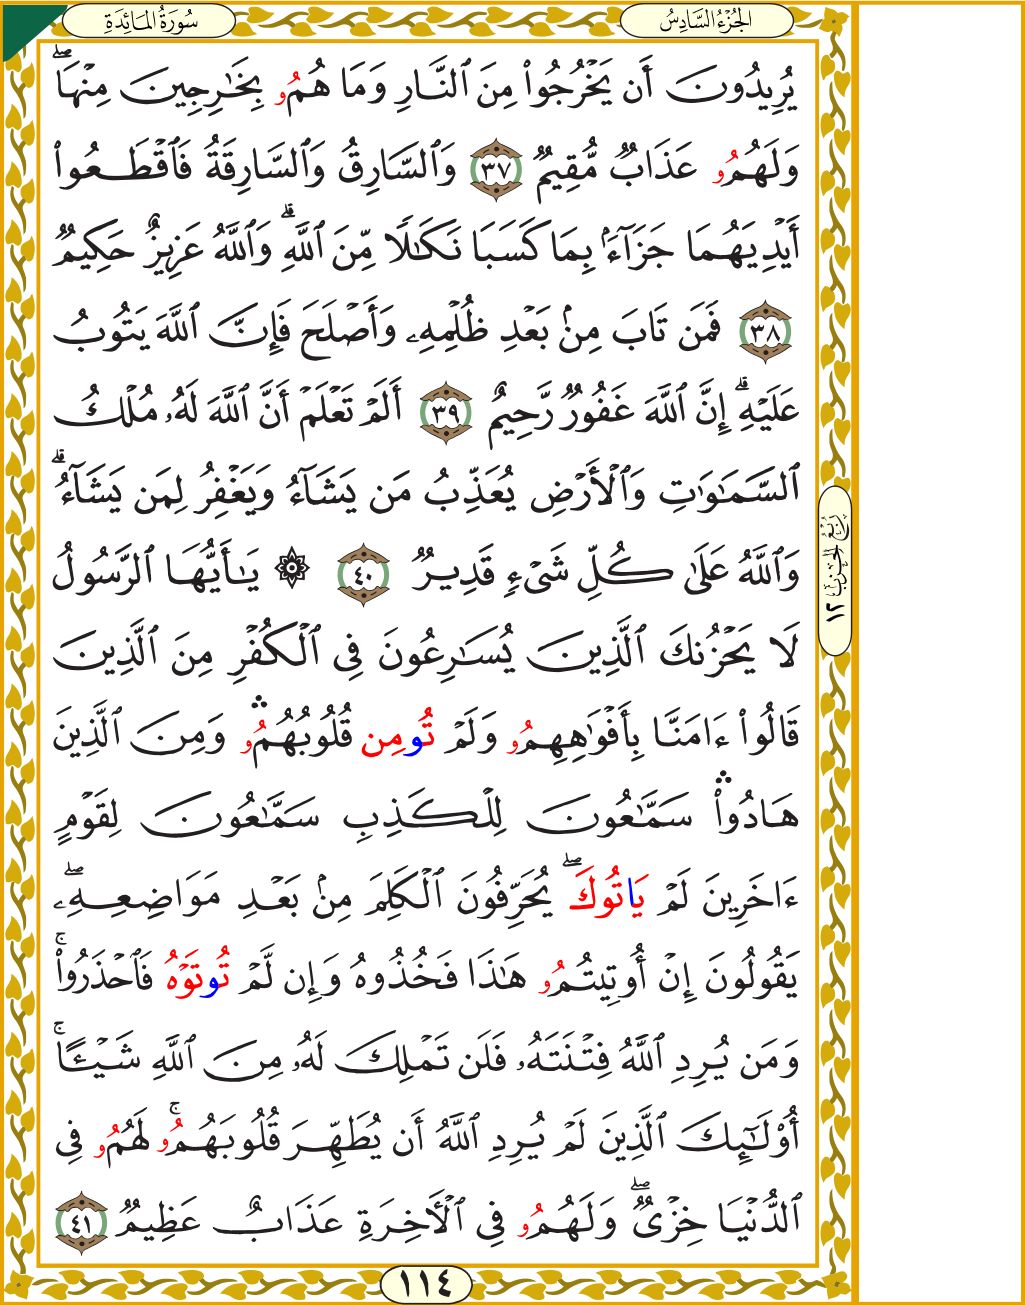 سُورَةُ المَائِدَةِ
الجُزْءُ السَّادِسُ
يُرِيدُونَ أَن يَخْرُجُوا۟ مِنَ ٱلنَّارِ وَمَا هُمُۥ بِخَٰرِجِينَ مِنْهَا ۖ
وَلَهُمُۥ عَذَابٌ مُّقِيمٌ ٣٧ وَٱلسَّارِقُ وَٱلسَّارِقَةُ فَٱقْطَعُوٓا۟
أَيْدِيَهُمَا جَزَآءًۢ بِمَا كَسَبَا نَكَٰلًا مِّنَ ٱللَّهِ ۗ وَٱللَّهُ عَزِيزٌ حَكِيمٌ
٣٨ فَمَن تَابَ مِنۢ بَعْدِ ظُلْمِهِۦ وَأَصْلَحَ فَإِنَّ ٱللَّهَ يَتُوبُ
عَلَيْهِ ۗ إِنَّ ٱللَّهَ غَفُورٌ رَّحِيمٌ ٣٩ أَلَمْ تَعْلَمْ أَنَّ ٱللَّهَ لَهُۥ مُلْكُ
ٱلسَّمَٰوَٰتِ وَٱلْأَرْضِ يُعَذِّبُ مَن يَشَآءُ وَيَغْفِرُ لِمَن يَشَآءُ ۗ
وَٱللَّهُ عَلَىٰ كُلِّ شَىْءٍ قَدِيرٌ ٤٠ ۞ يَٰٓأَيُّهَا ٱلرَّسُولُ
لَا يَحْزُنكَ ٱلَّذِينَ يُسَٰرِعُونَ فِى ٱلْكُفْرِ مِنَ ٱلَّذِينَ
قَالُوٓا۟ ءَامَنَّا بِأَفْوَٰهِهِمُۥ وَلَمْ تُومِن قُلُوبُهُمُۥ ۛ وَمِنَ ٱلَّذِينَ
هَادُوا۟ ۛ سَمَّٰعُونَ لِلْكَذِبِ سَمَّٰعُونَ لِقَوْمٍ
ءَاخَرِينَ لَمْ يَاتُوكَ ۖ يُحَرِّفُونَ ٱلْكَلِمَ مِنۢ بَعْدِ مَوَاضِعِهِۦ ۖ
يَقُولُونَ إِنْ أُوتِيتُمُۥ هَٰذَا فَخُذُوهُ وَإِن لَّمْ تُوتَوْهُ فَٱحْذَرُوا۟ ۚ
وَمَن يُرِدِ ٱللَّهُ فِتْنَتَهُۥ فَلَن تَمْلِكَ لَهُۥ مِنَ ٱللَّهِ شَيْـًٔا ۚ
أُو۟لَٰٓئِكَ ٱلَّذِينَ لَمْ يُرِدِ ٱللَّهُ أَن يُطَهِّرَ قُلُوبَهُمُۥ ۚ لَهُمُۥ فِى
ٱلدُّنْيَا خِزْىٌ ۖ وَلَهُمُۥ فِى ٱلْأَخِرَةِ عَذَابٌ عَظِيمٌ ٤١
رُبْعُ الحِزْبِ ١٢
١١٤